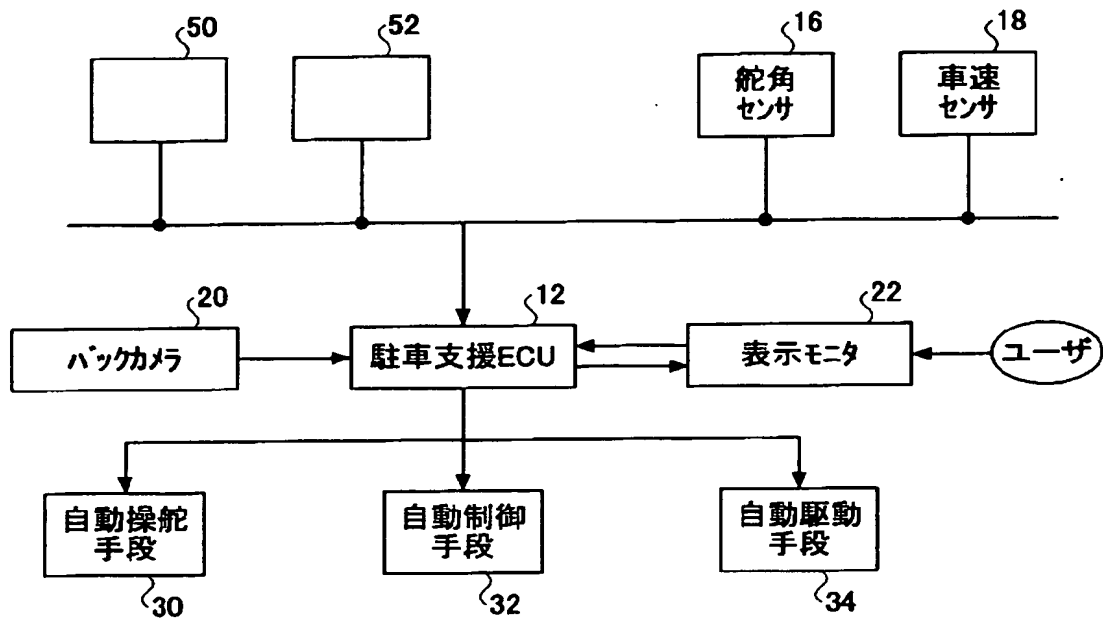 50
52
16
18
舵角
センサ
車速
センサ
20
12
22
バックカメラ
駐車支援ECU
表示モニタ
ユーザ
自動操舵
手段
自動制御
手段
自動駆動
手段
30
32
34